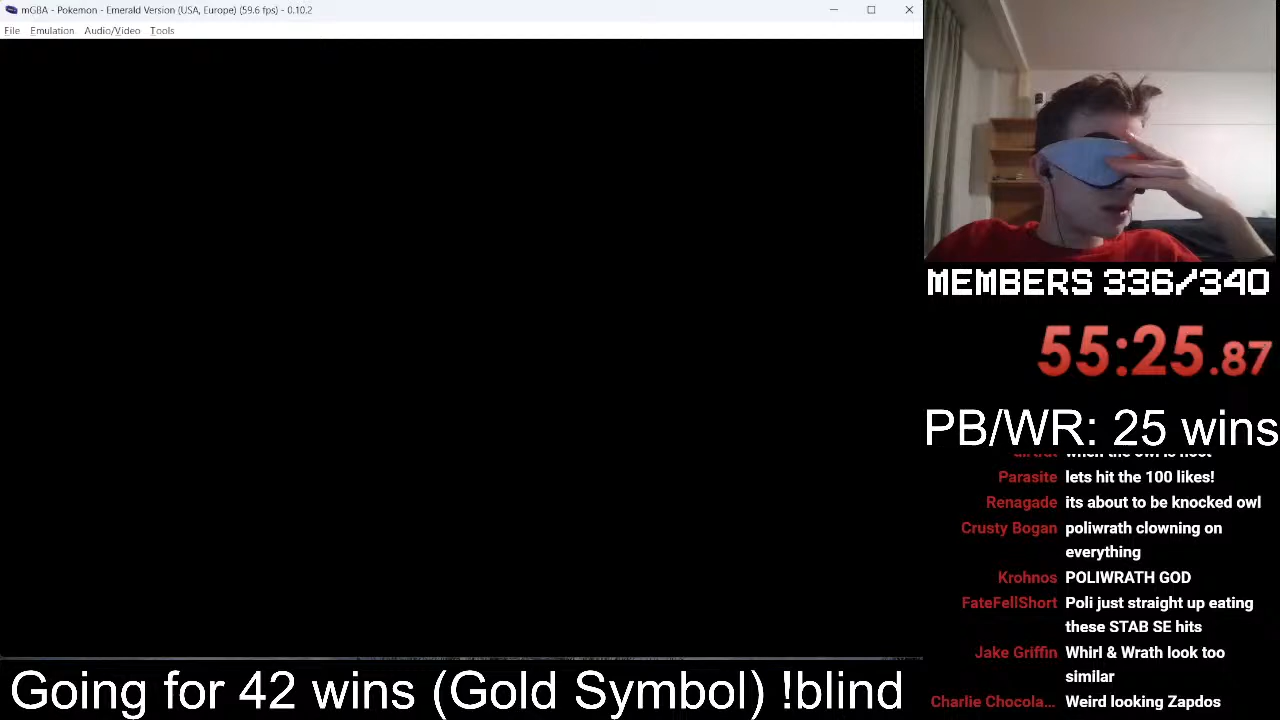 mGBA - Pokemon - Emerald Version (USA, Europe) (59.6 fps) - 0.10.2
File Emulation Audio/Video Tools
MEMBERS 336/340
55:25.87
PB/WR: 25 wins
Parasite lets hit the 100 likes!
Renagade its about to be knocked owl
Crusty Bogan poliwrath clowning on
everything
Krohnos POLIWRATH GOD
FateFellShort Poli just straight up eating
these STAB SE hits
Jake Griffin Whirl & Wrath look too
similar
Charlie Chocola... Weird looking Zapdos
Going for 42 wins (Gold Symbol) !blind